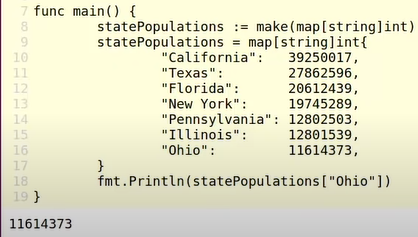 7 func main() {
8         statePopulations := make(map[string]int)
9         statePopulations = map[string]int{
10                 "California":   39250017,
11                 "Texas":        27862596,
12                 "Florida":      20612439,
13                 "New York":     19745289,
14                 "Pennsylvania": 12802503,
15                 "Illinois":     12801539,
16                 "Ohio":         11614373,
17         }
18         fmt.Println(statePopulations["Ohio"])
19 }
11614373